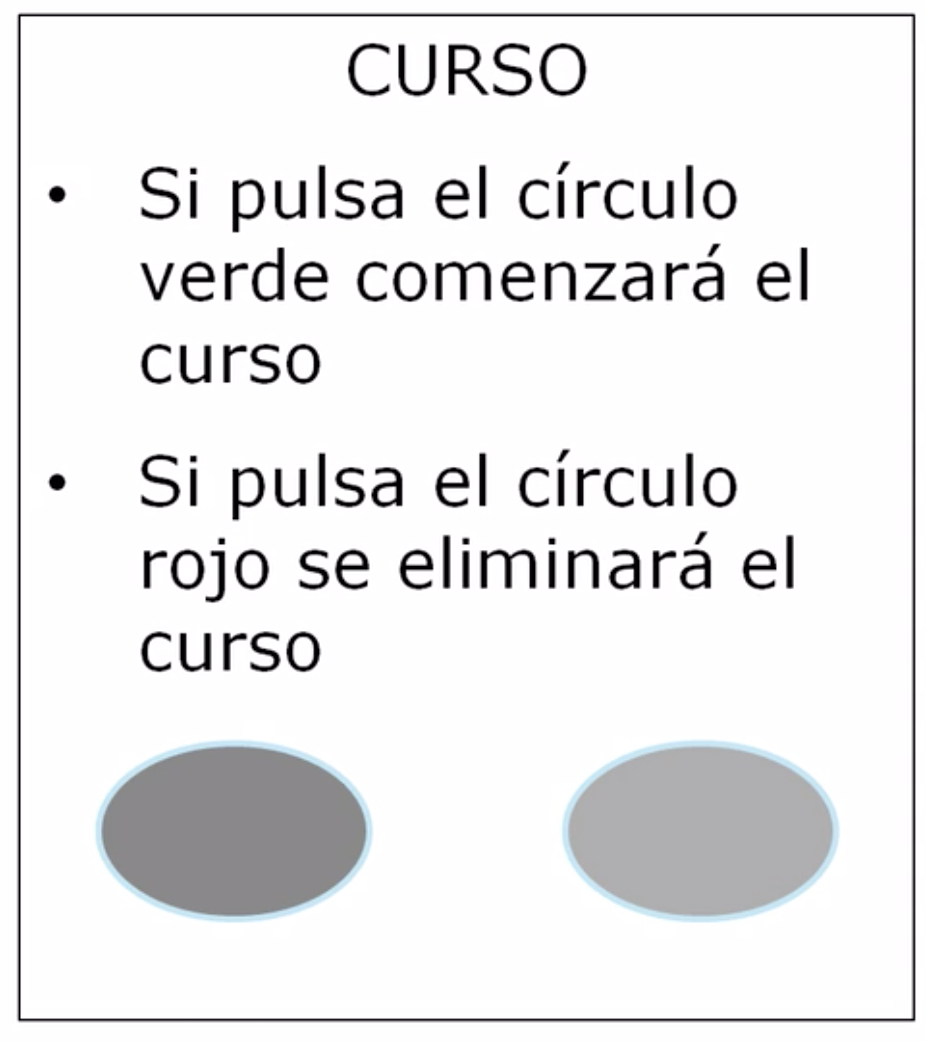 CURSO
• Si pulsa el círculo
verde comenzará el
curso
• Si pulsa el círculo
rojo se eliminará el
curso